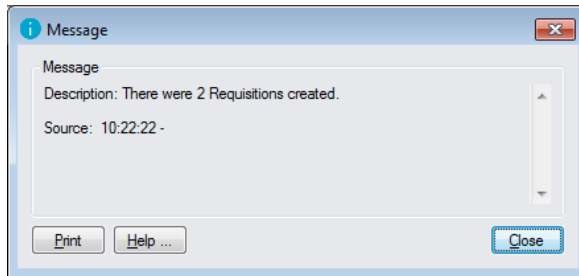 Message
Message
Description: There were 2 Requisitions created.
Source: 10:22:22 -
Print Help ... Close